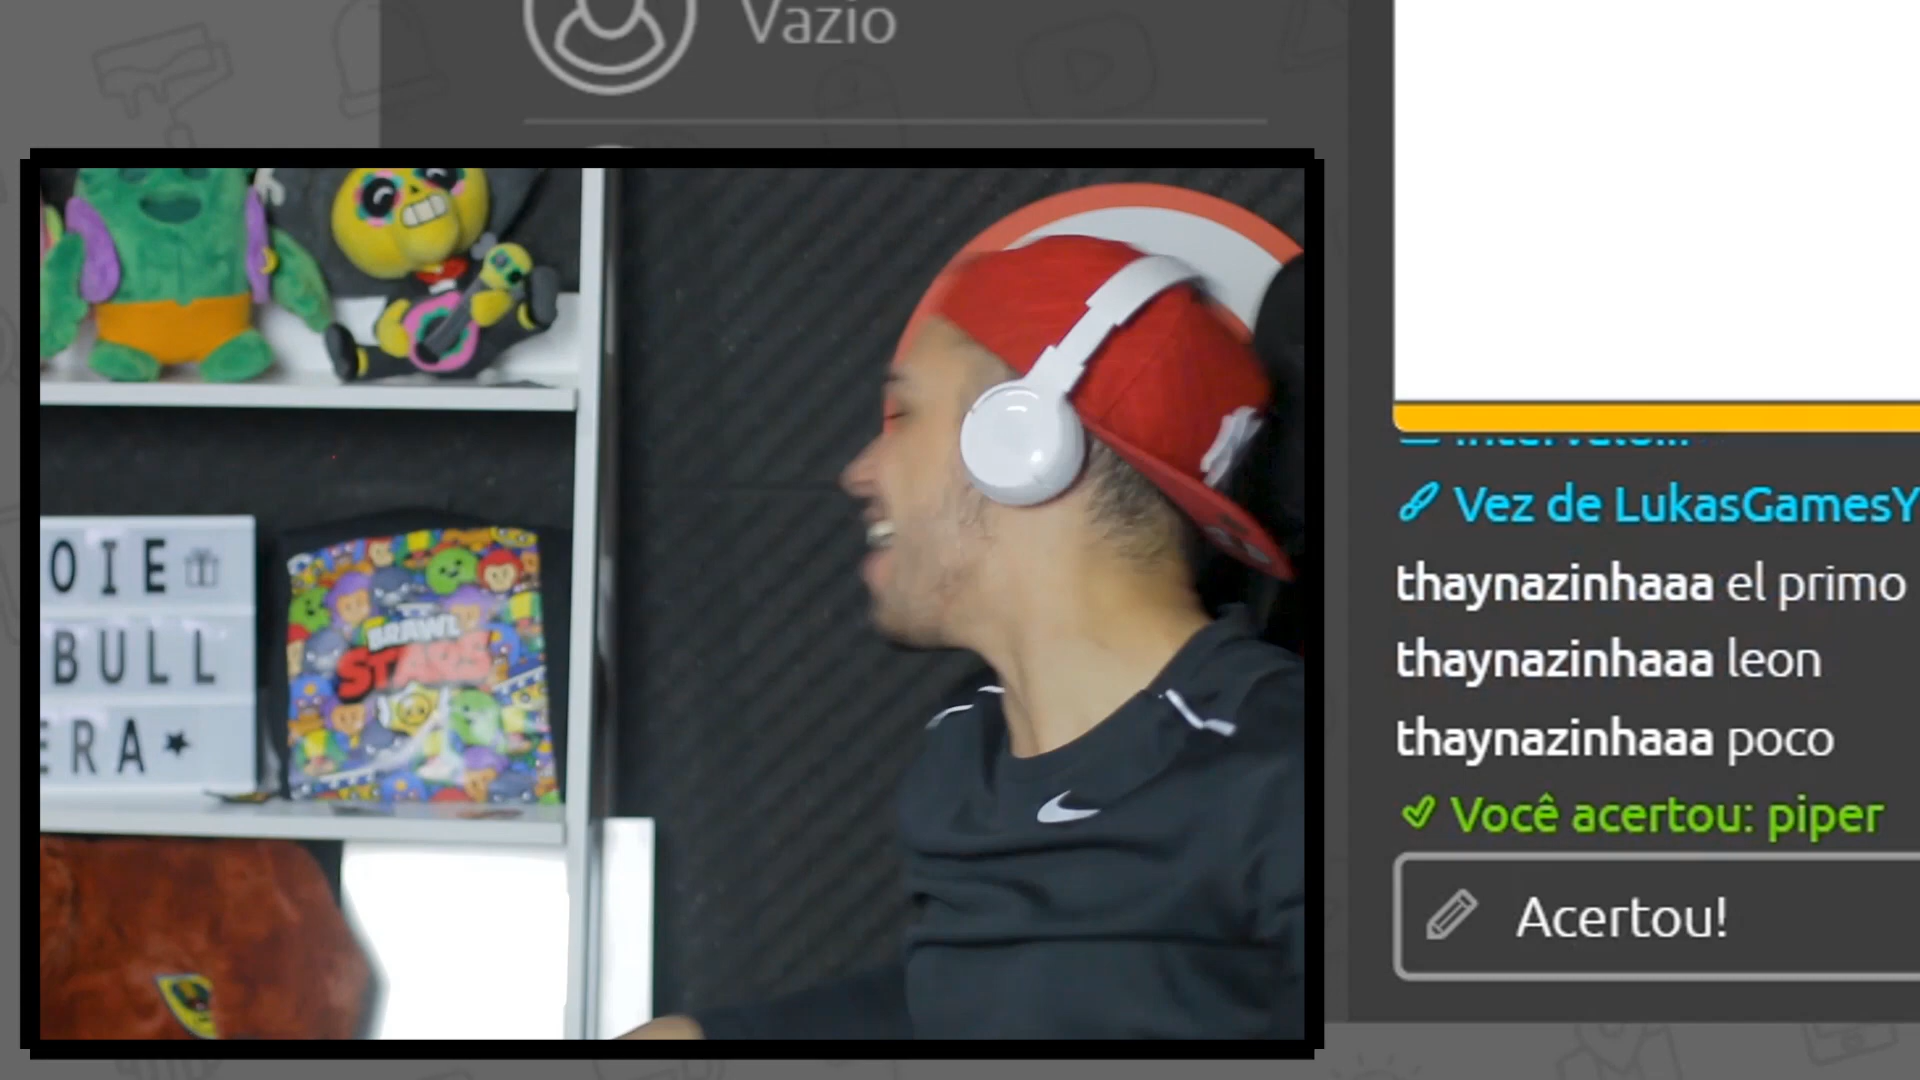 Vazio
OIE
BULL
ERA
BRAWL
STARS
Vez de LukasGamesY
thaynazinhaaa el primo
thaynazinhaaa leon
thaynazinhaaa poco
Você acertou: piper
Acertou!